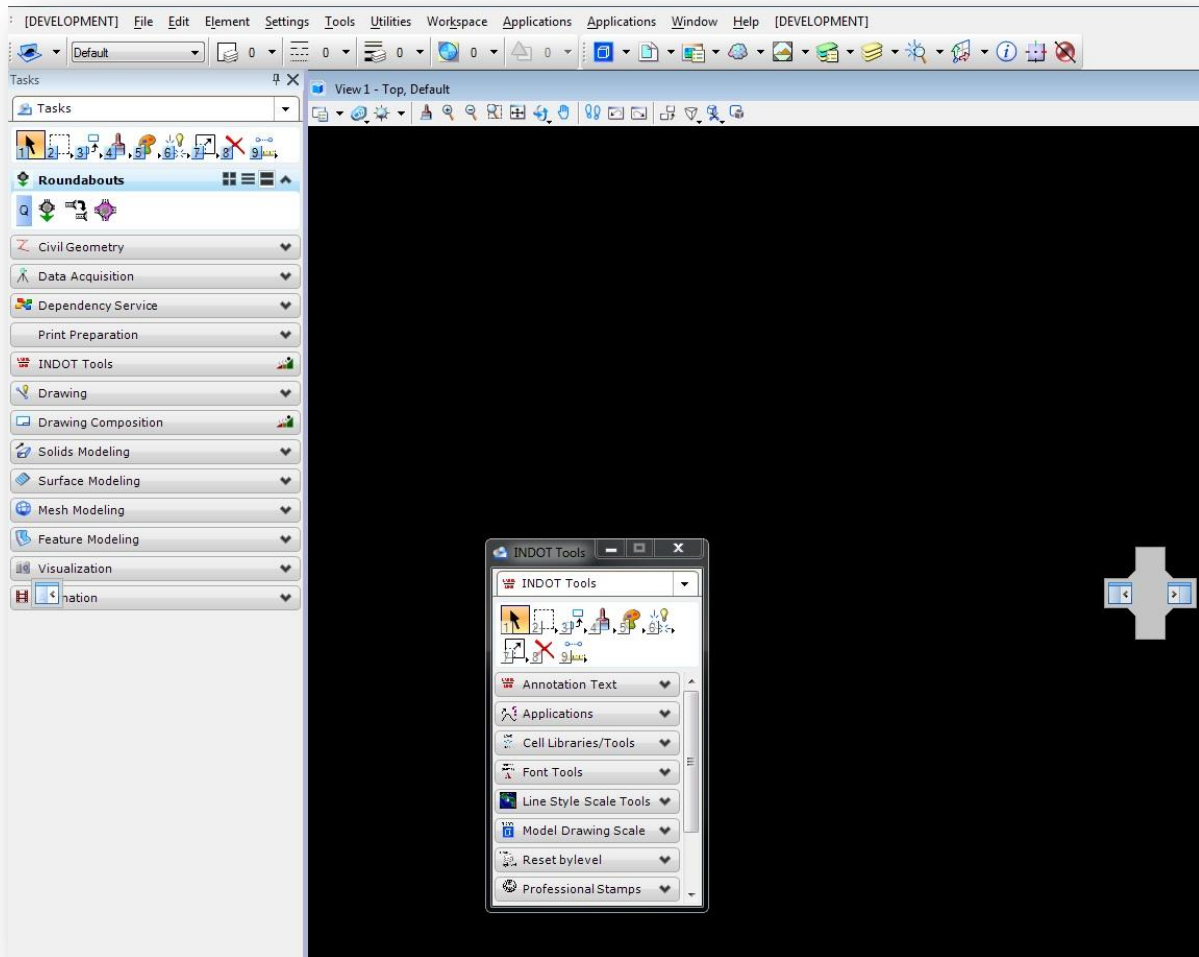 [DEVELOPMENT] File Edit Element Settings Tools Utilities Workspace Applications Applications Window Help [DEVELOPMENT]
Default 0 0 0 0 0
Tasks
View 1 - Top, Default
Tasks
1 2 3 4 5 6 7 8 9
Roundabouts
Q
Civil Geometry
Data Acquisition
Dependency Service
Print Preparation
INDOT Tools
Drawing
Drawing Composition
Solids Modeling
Surface Modeling
Mesh Modeling
Feature Modeling
Visualization
nation
INDOT Tools
INDOT Tools
1 2 3 4 5 6
7 8 9
Annotation Text
Applications
Cell Libraries/Tools
Font Tools
Line Style Scale Tools
Model Drawing Scale
Reset bylevel
Professional Stamps